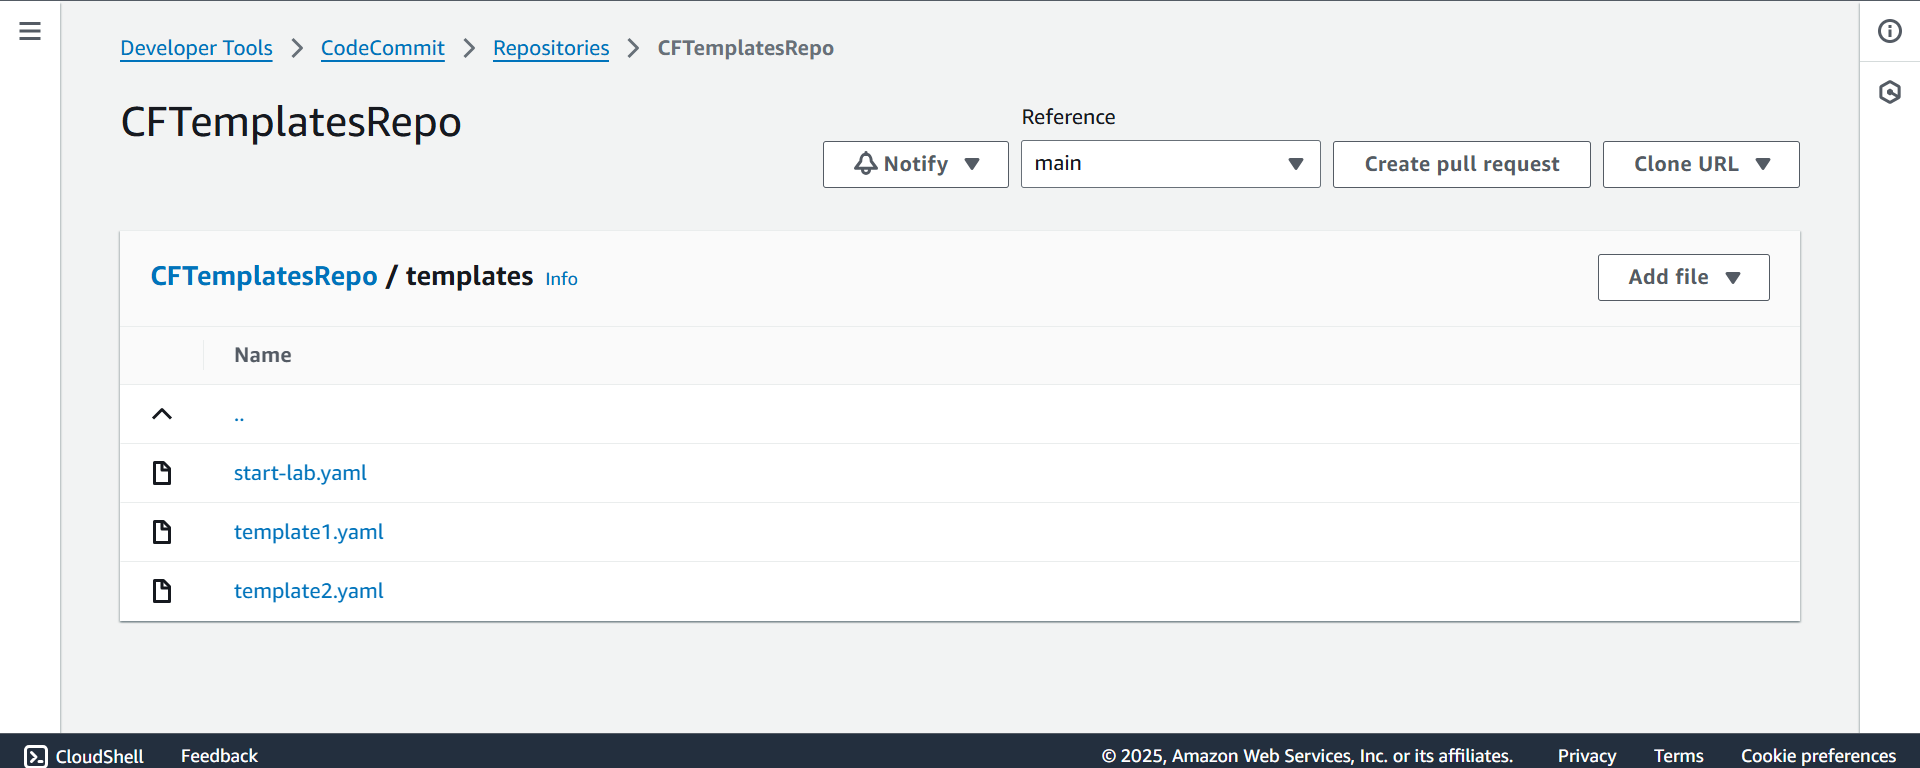 Developer Tools > CodeCommit > Repositories > CFTemplatesRepo
CFTemplatesRepo
Reference
Notify
main
Create pull request
Clone URL
CFTemplatesRepo / templates Info
Add file
Name
..
start-lab.yaml
template1.yaml
template2.yaml
CloudShell Feedback © 2025, Amazon Web Services, Inc. or its affiliates. Privacy Terms Cookie preferences